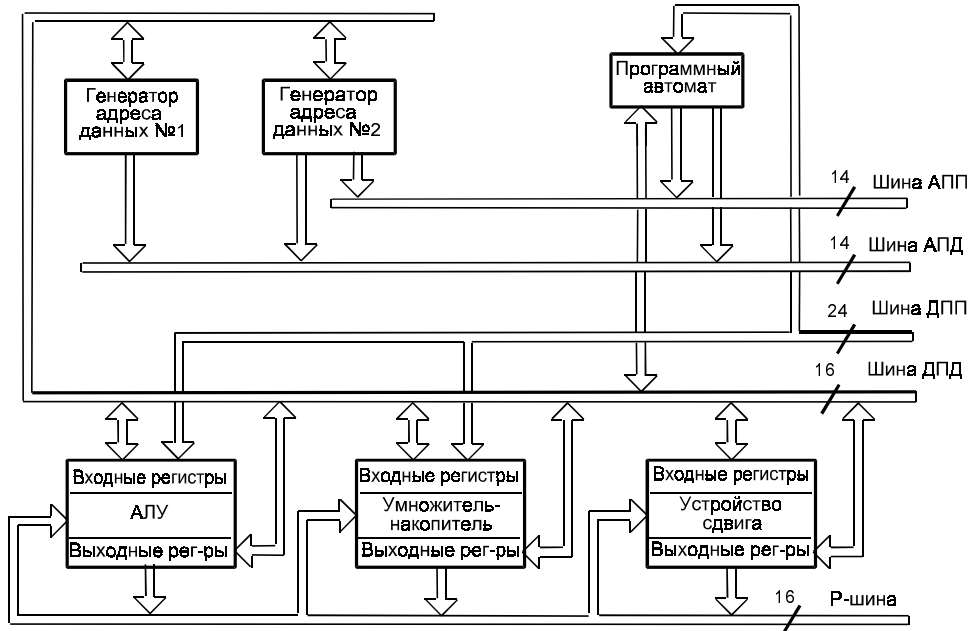 Генератор
адреса
данных №1
Генератор
адреса
данных №2
Программный
автомат
14 Шина АПП
14 Шина АПД
24 Шина ДПП
16 Шина ДПД
Входные регистры
АЛУ
Выходные рег-ры
Входные регистры
Умножитель-
накопитель
Выходные рег-ры
Входные регистры
Устройство
сдвига
Выходные рег-ры
16 Р-шина